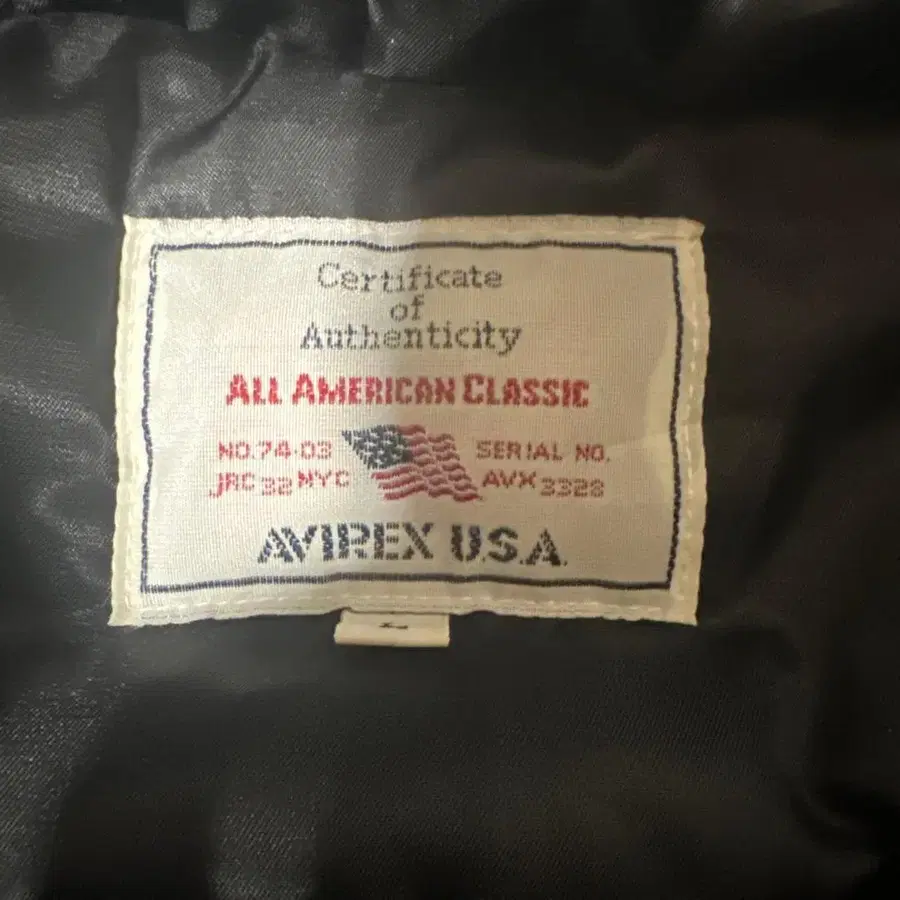 Certificate
of
Authenticity
ALL AMERICAN CLASSIC
NO.74-03 SERIAL NO.
JRC 32 NYC AVX 3328
AVIREX U.S.A.
L